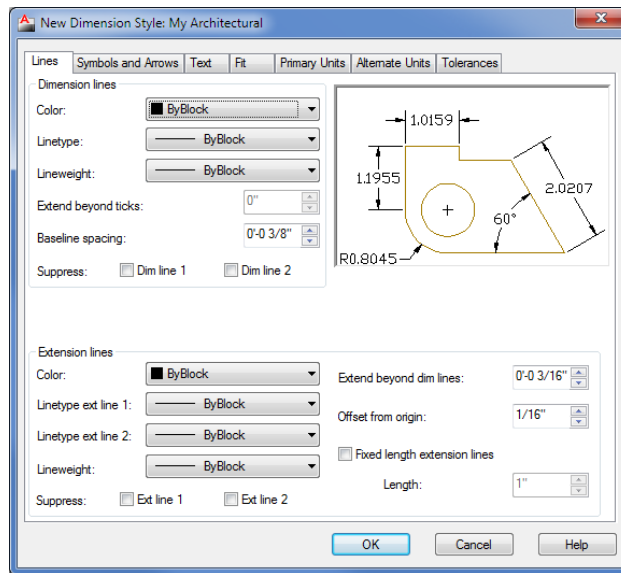 New Dimension Style: My Architectural
Lines Symbols and Arrows Text Fit Primary Units Alternate Units Tolerances
Dimension lines
Color: ByBlock
Linetype: ByBlock
Lineweight: ByBlock
Extend beyond ticks: 0"
Baseline spacing: 0'-0 3/8"
Suppress: Dim line 1 Dim line 2
1.0159
1.1955
2.0207
60°
R0.8045
Extension lines
Color: ByBlock
Linetype ext line 1: ByBlock
Linetype ext line 2: ByBlock
Lineweight: ByBlock
Suppress: Ext line 1 Ext line 2
Extend beyond dim lines: 0'-0 3/16"
Offset from origin: 1/16"
Fixed length extension lines
Length: 1"
OK Cancel Help